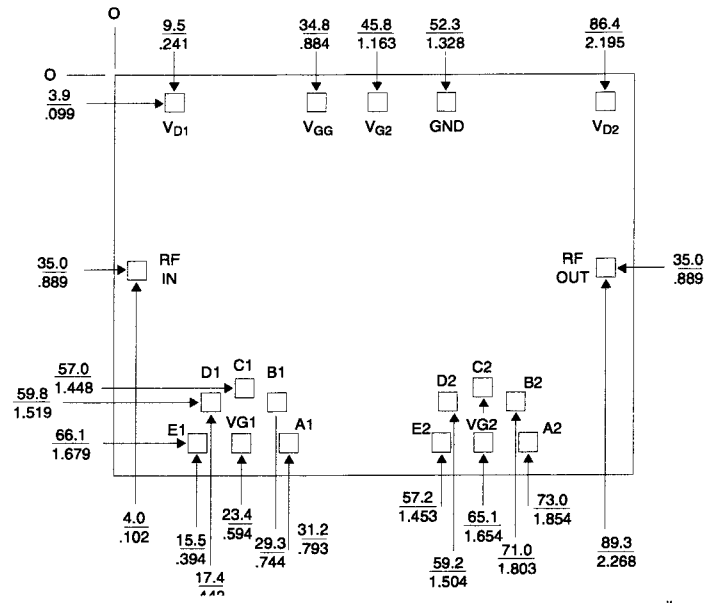 O
9.5 34.8 45.8 52.3 86.4
.241 .884 1.163 1.328 2.195
O
3.9
.099
VD1 VGG VG2 GND VD2
35.0 RF RF 35.0
.889 IN OUT .889
57.0 C1 C2
1.448 D1 B1 D2 B2
59.8
1.519
66.1 E1 VG1 A1 E2 VG2 A2
1.679
4.0
.102
15.5
.394
17.4
23.4
.594
29.3
.744
31.2
.793
57.2
1.453
59.2
1.504
65.1
1.654
71.0
1.803
73.0
1.854
89.3
2.268